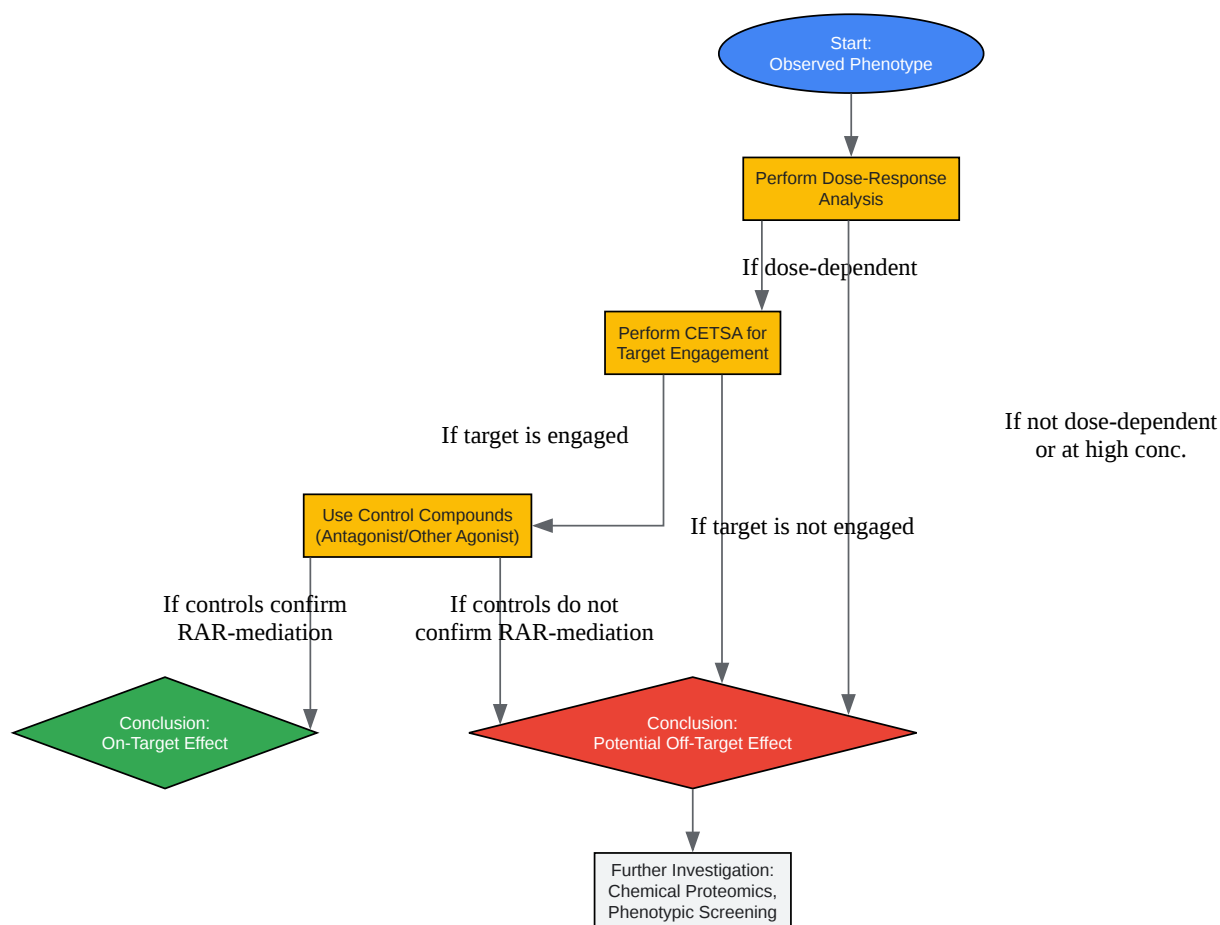 Start:
Observed Phenotype
Perform Dose-Response
Analysis
If dose-dependent
Perform CETSA for
Target Engagement
If not dose-dependent
or at high conc.
If target is engaged
Use Control Compounds
(Antagonist/Other Agonist)
If target is not engaged
If controls confirm
RAR-mediation
If controls do not
confirm RAR-mediation
Conclusion:
On-Target Effect
Conclusion:
Potential Off-Target Effect
Further Investigation:
Chemical Proteomics,
Phenotypic Screening